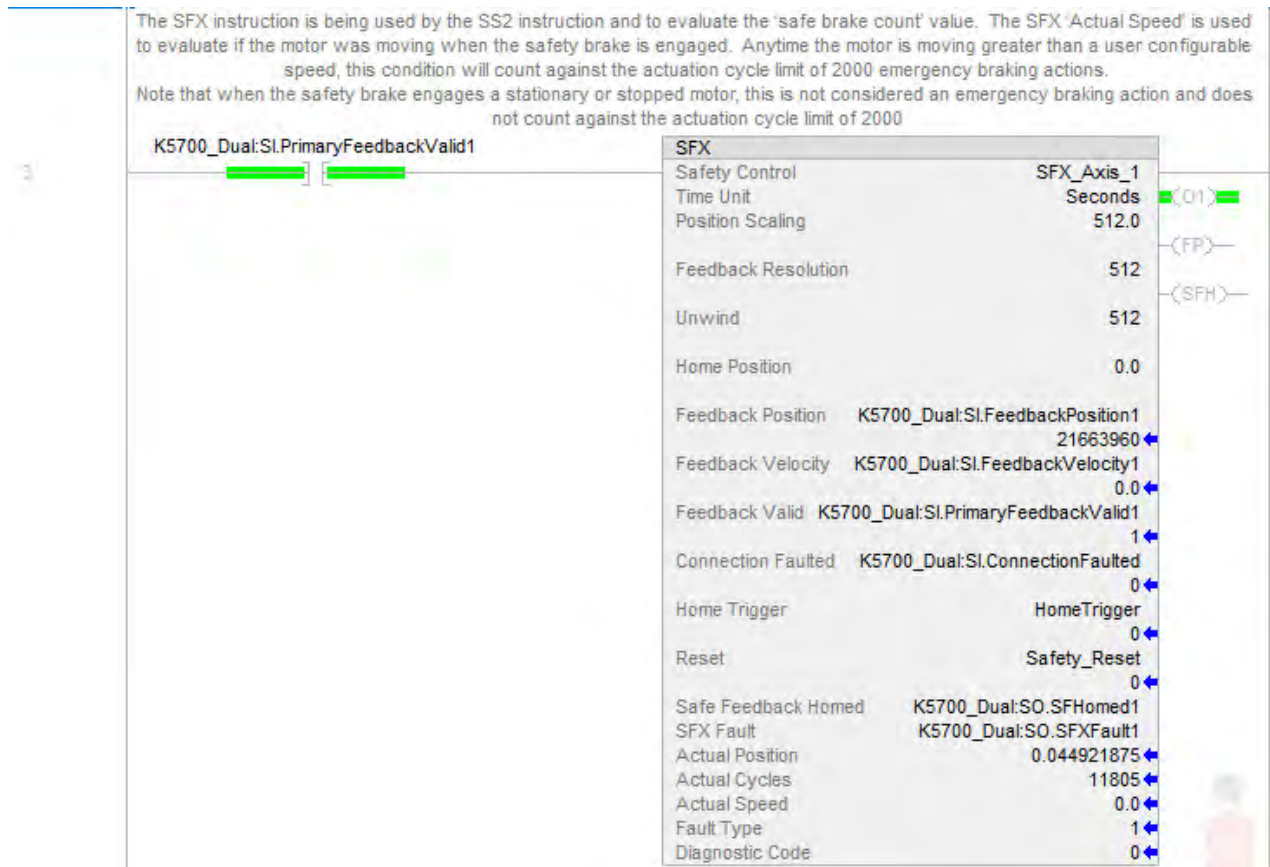 The SFX instruction is being used by the SS2 instruction and to evaluate the 'safe brake count' value. The SFX 'Actual Speed' is used
to evaluate if the motor was moving when the safety brake is engaged. Anytime the motor is moving greater than a user configurable
speed, this condition will count against the actuation cycle limit of 2000 emergency braking actions.
Note that when the safety brake engages a stationary or stopped motor, this is not considered an emergency braking action and does
not count against the actuation cycle limit of 2000
K5700_Dual:SI.PrimaryFeedbackValid1
SFX
3
Safety Control SFX_Axis_1
Time Unit Seconds
(O1)
Position Scaling 512.0
(FP)
Feedback Resolution 512
(SFH)
Unwind 512
Home Position 0.0
Feedback Position K5700_Dual:SI.FeedbackPosition1
21663960
Feedback Velocity K5700_Dual:SI.FeedbackVelocity1
0.0
Feedback Valid K5700_Dual:SI.PrimaryFeedbackValid1
1
Connection Faulted K5700_Dual:SI.ConnectionFaulted
0
Home Trigger HomeTrigger
0
Reset Safety_Reset
0
Safe Feedback Homed K5700_Dual:SO.SFHomed1
SFX Fault K5700_Dual:SO.SFXFault1
Actual Position 0.044921875
Actual Cycles 11805
Actual Speed 0.0
Fault Type 1
Diagnostic Code 0